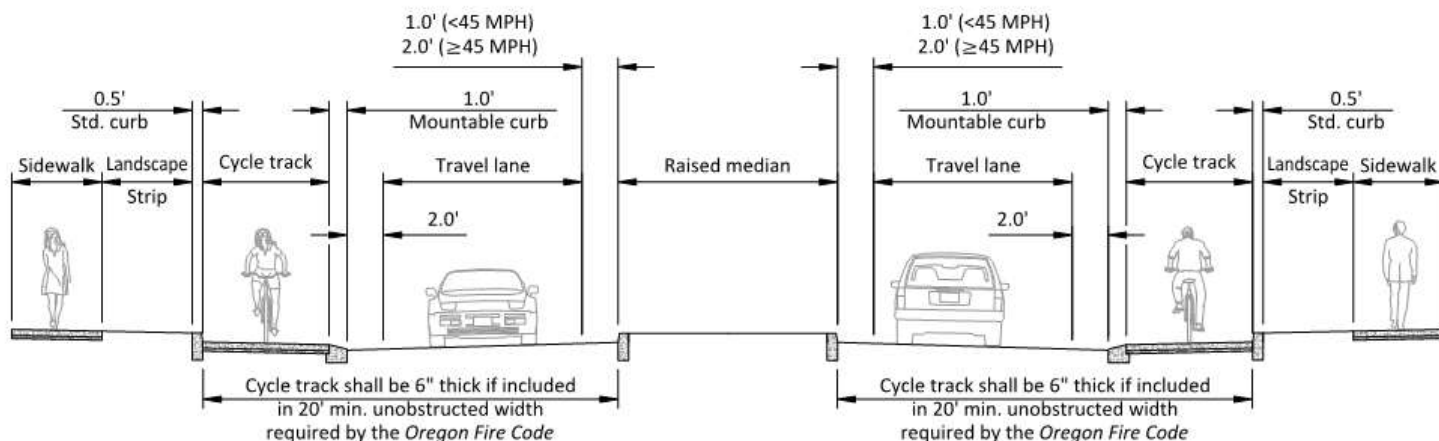 1.0' (<45 MPH)
2.0' (≥45 MPH)
1.0' (<45 MPH)
2.0' (≥45 MPH)
0.5'
Std. curb
1.0'
Mountable curb
1.0'
Mountable curb
0.5'
Std. curb
Sidewalk
Landscape
Strip
Cycle track
Travel lane
Raised median
Travel lane
Cycle track
Landscape
Strip
Sidewalk
2.0'
2.0'
Cycle track shall be 6" thick if included
in 20' min. unobstructed width
required by the Oregon Fire Code
Cycle track shall be 6" thick if included
in 20' min. unobstructed width
required by the Oregon Fire Code